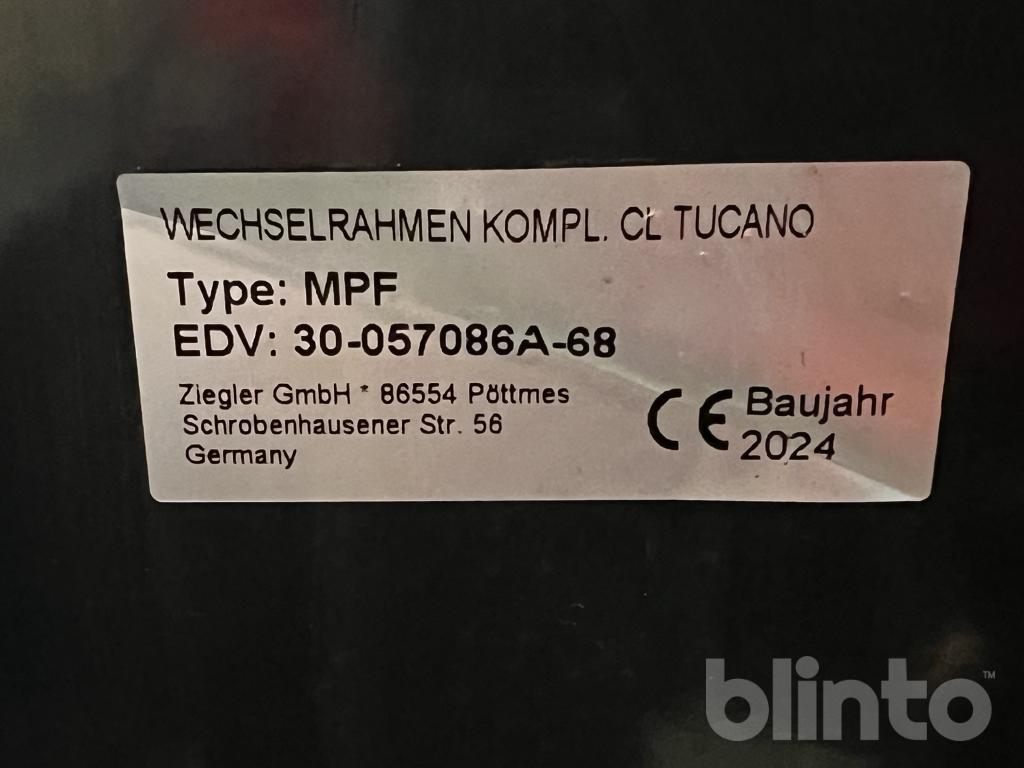 WECHSELRAHMEN KOMPL. CL TUCANO
Type: MPF
EDV: 30-057086A-68
Ziegler GmbH * 86554 Pöttmes
Schrobenhausener Str. 56
Germany
CE Baujahr
2024
blinto™